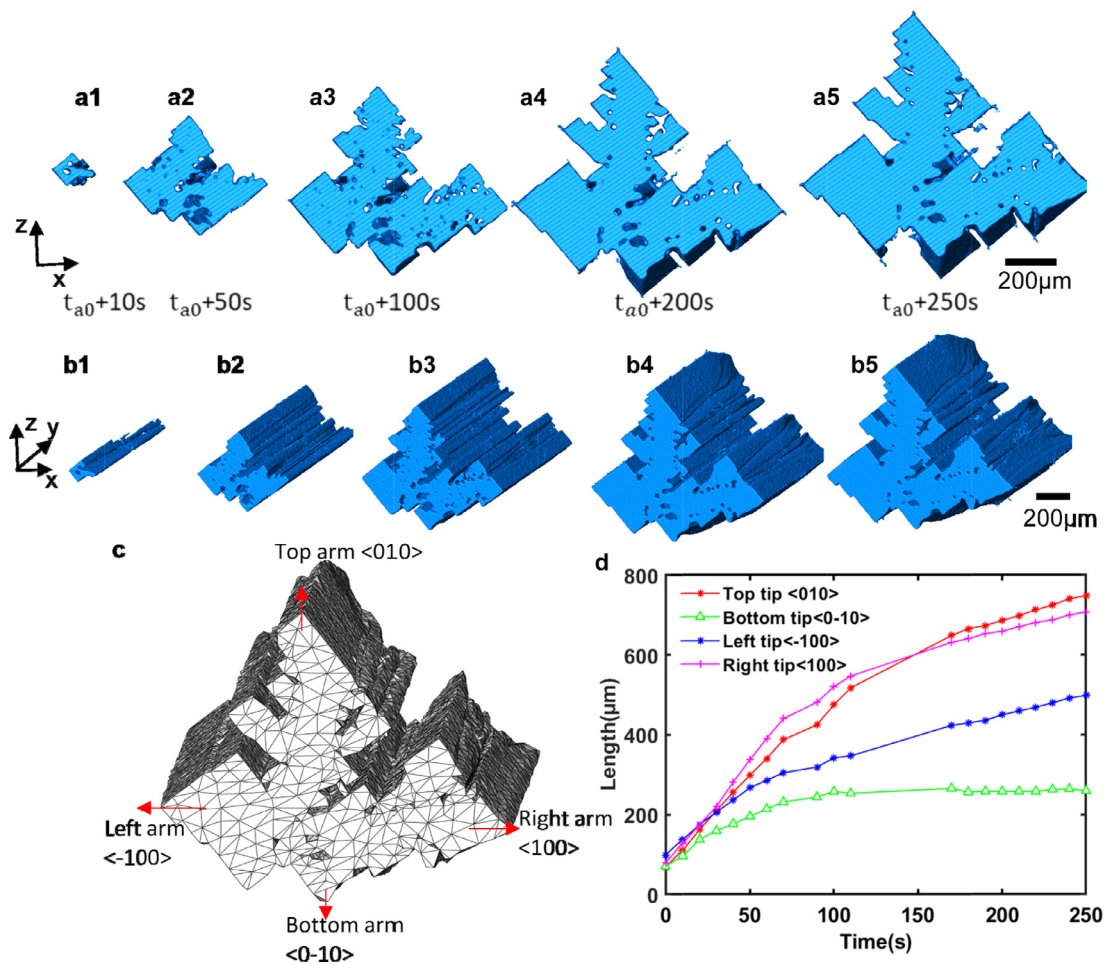 a1
a2
a3
a4
a5
z
x
200µm
tₐ₀+10s
tₐ₀+50s
tₐ₀+100s
tₐ₀+200s
tₐ₀+250s
b1
b2
b3
b4
b5
z
y
x
200µm
c
Top arm <010>
Left arm
<-100>
Right arm
<100>
Bottom arm
<0-10>
d
800
600
400
200
0
Length(µm)
Top tip <010>
Bottom tip<0-10>
Left tip<-100>
Right tip<100>
0 50 100 150 200 250
Time(s)